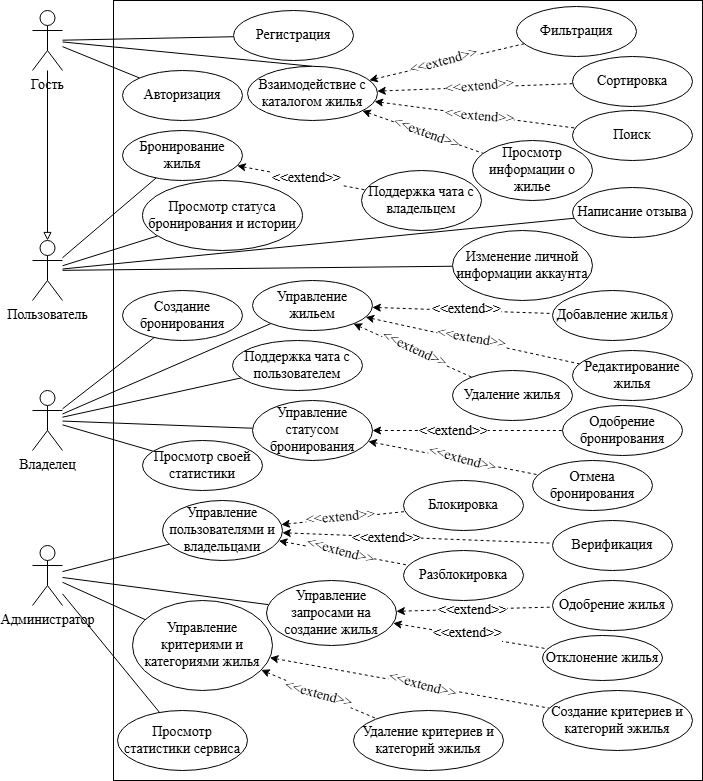 Гость
Регистрация
Авторизация
Взаимодействие с
каталогом жилья
<<extend>>
Фильтрация
<<extend>>
Сортировка
<<extend>>
Поиск
<<extend>>
Просмотр
информации о
жилье
Бронирование
жилья
<<extend>>
Поддержка чата с
владельцем
Просмотр статуса
бронирования и истории
Написание отзыва
Изменение личной
информации аккаунта
Пользователь
Создание
бронирования
Управление
жильем
<<extend>>
Добавление жилья
<<extend>>
Редактирование
жилья
<<extend>>
Удаление жилья
Поддержка чата с
пользователем
Управление
статусом
бронирования
<<extend>>
Одобрение
бронирования
<<extend>>
Отмена
бронирования
Владелец
Просмотр своей
статистики
Управление
пользователями и
владельцами
<<extend>>
Блокировка
<<extend>>
Верификация
<<extend>>
Разблокировка
Администратор
Управление
запросами на
создание жилья
<<extend>>
Одобрение жилья
<<extend>>
Отклонение жилья
Управление
критериями и
категориями жилья
<<extend>>
Создание критериев и
категорий эжилья
<<extend>>
Удаление критериев и
категорий эжилья
Просмотр
статистики сервиса